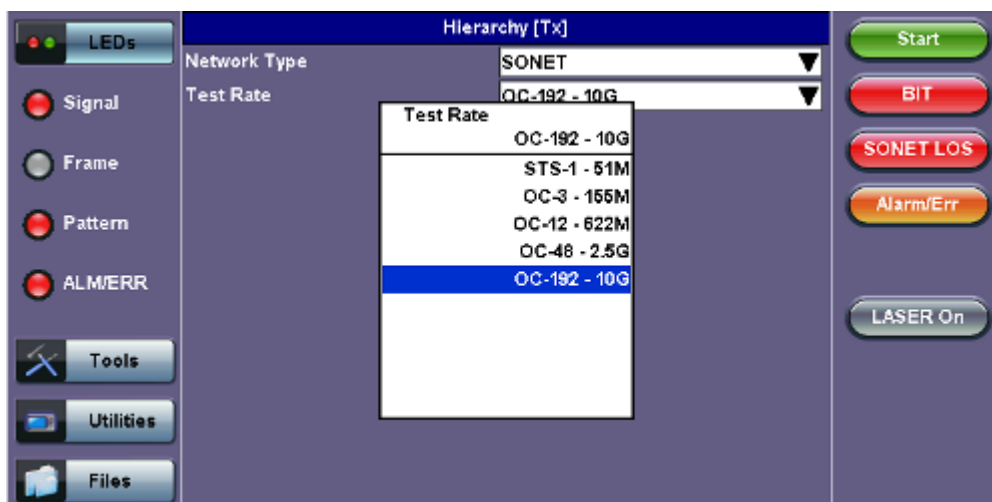 LEDs
Signal
Frame
Pattern
ALM/ERR
Tools
Utilities
Files
Hierarchy [Tx]
Network Type
SONET
Test Rate
OC-192 - 10G
Test Rate
OC-192 - 10G
STS-1 - 51M
OC-3 - 155M
OC-12 - 622M
OC-48 - 2.5G
OC-192 - 10G
Start
BIT
SONET LOS
Alarm/Err
LASER On